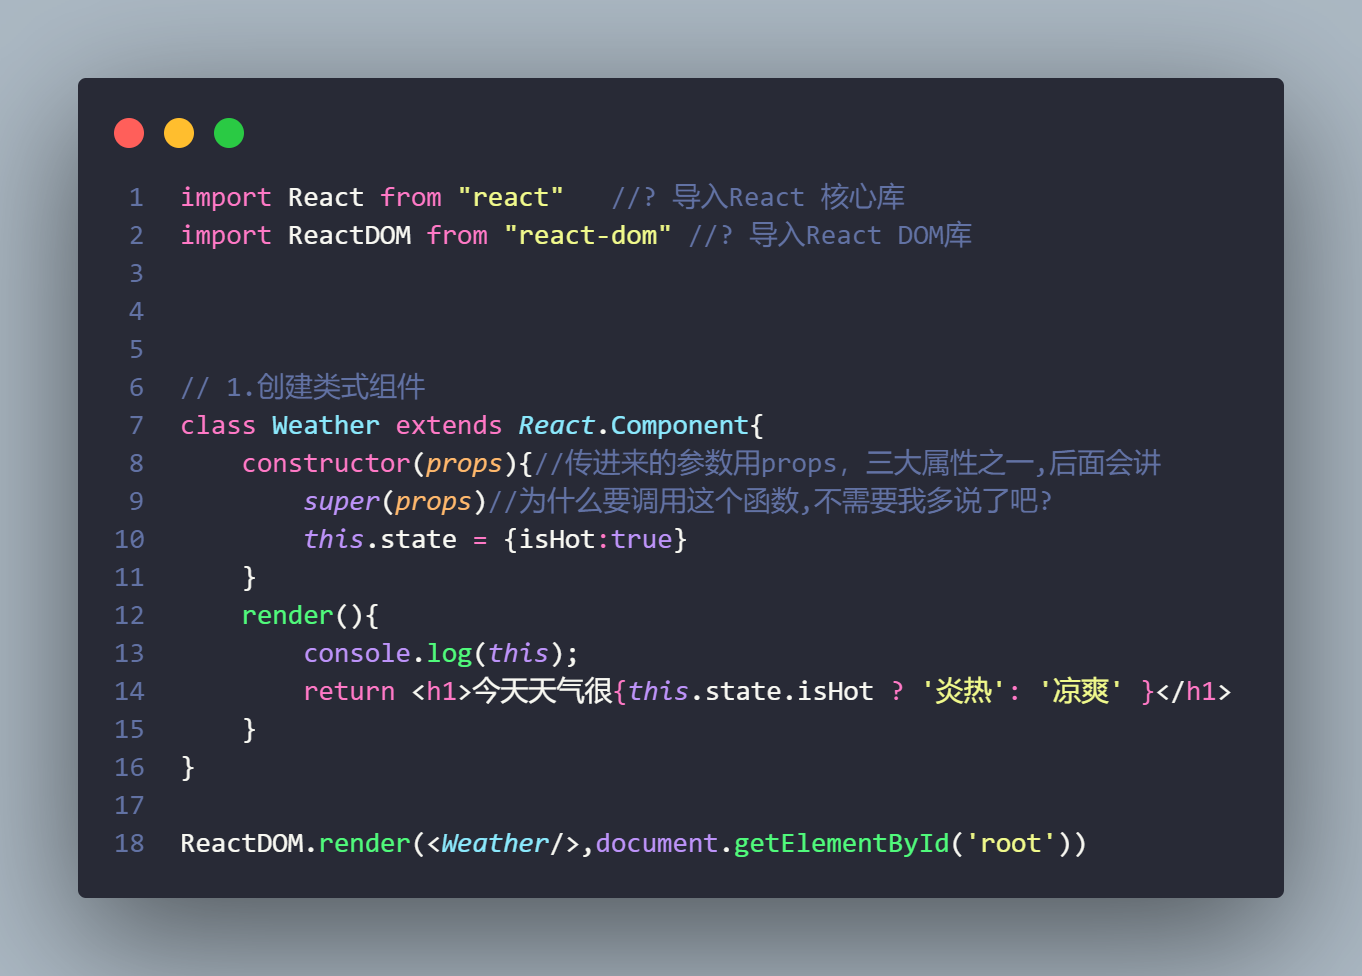 1 import React from "react" //? 导入React 核心库
2 import ReactDOM from "react-dom" //? 导入React DOM库
3
4
5
6 // 1.创建类式组件
7 class Weather extends React.Component{
8 constructor(props){//传进来的参数用props, 三大属性之一,后面会讲
9 super(props)//为什么要调用这个函数,不需要我多说了吧?
10 this.state = {isHot:true}
11 }
12 render(){
13 console.log(this);
14 return <h1>今天天气很{this.state.isHot ? '炎热': '凉爽' }</h1>
15 }
16 }
17
18 ReactDOM.render(<Weather/>,document.getElementById('root'))